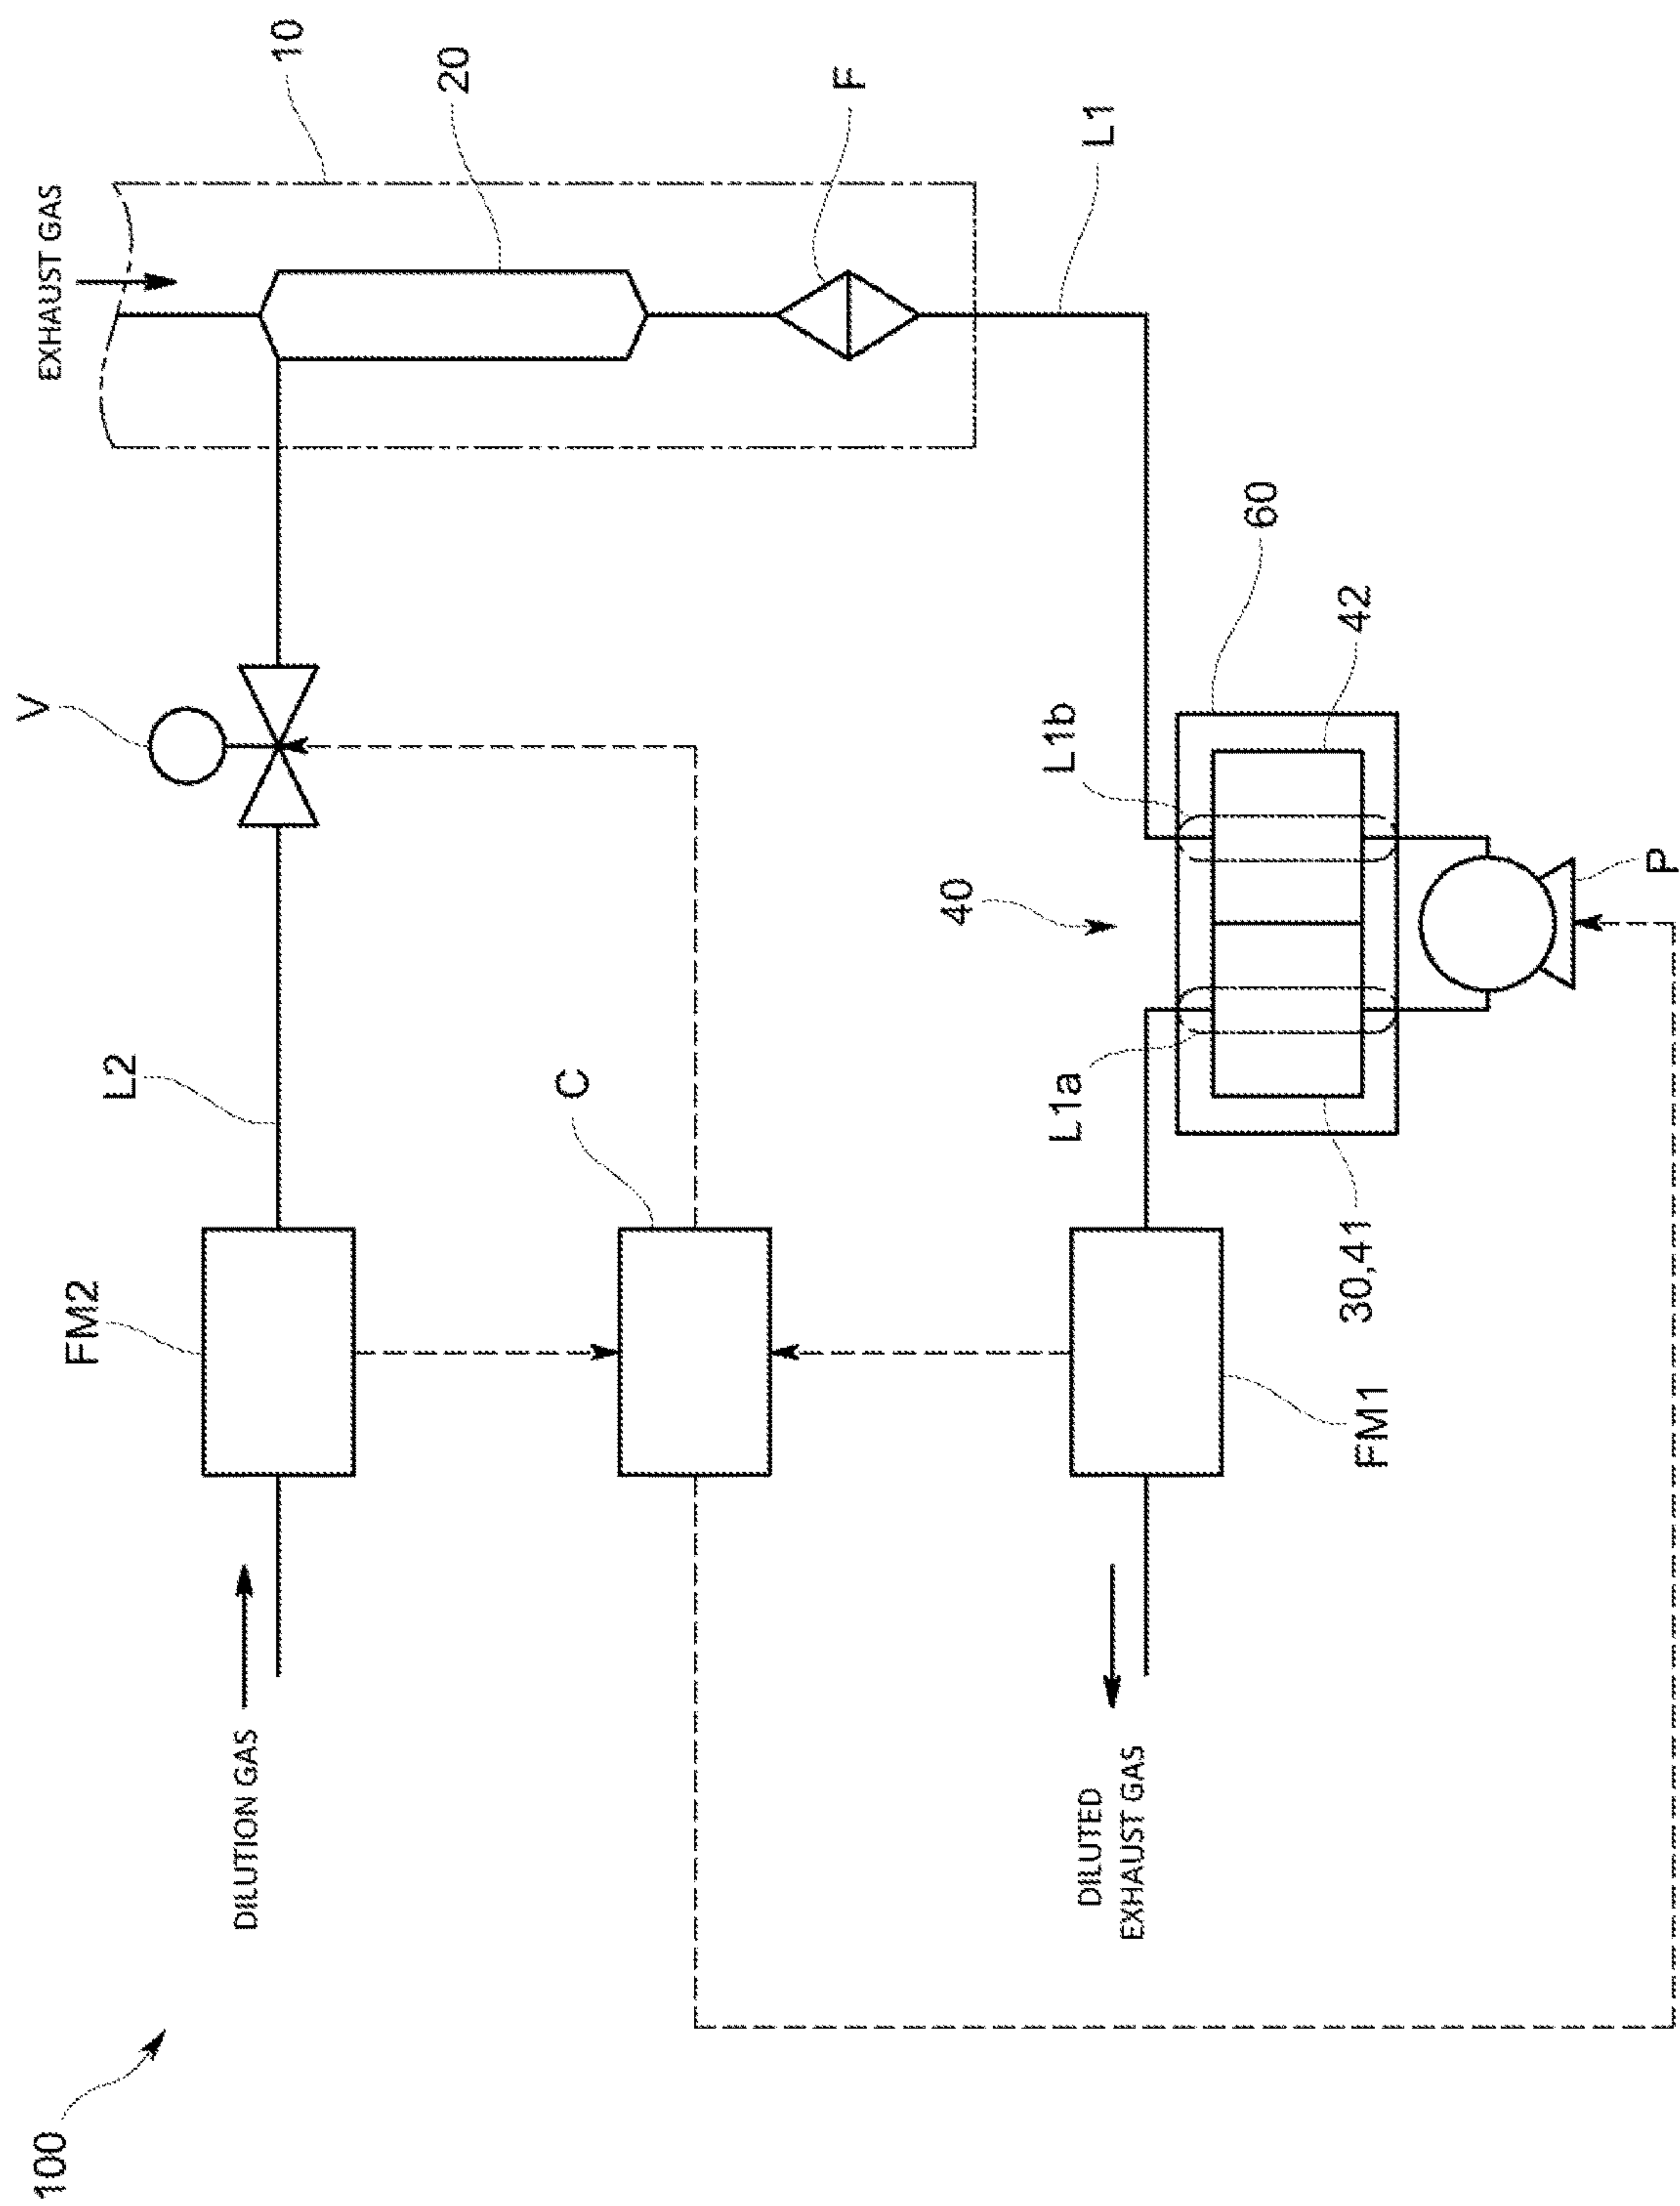 100
V
EXHAUST GAS
FM2
L2
DILUTION GAS
10
20
C
F
40
L1b
L1a
L1
DILUTED
EXHAUST GAS
60
42
30,41
FM1
P